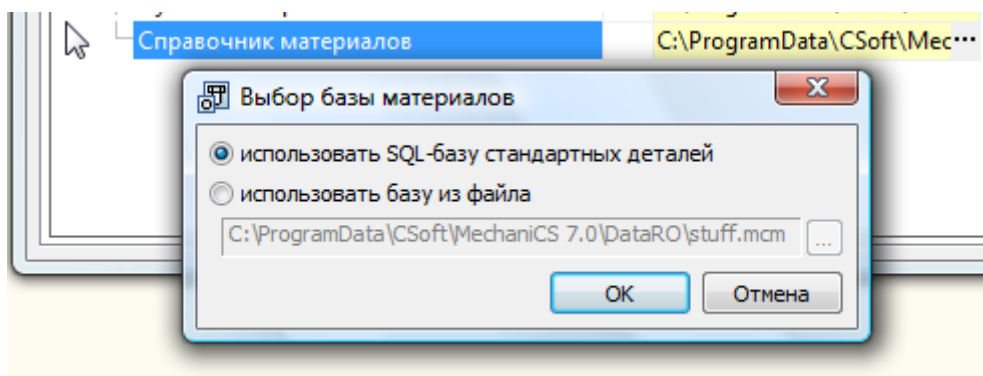 Справочник материалов C:\ProgramData\CSoft\Mec...
Выбор базы материалов
использовать SQL-базу стандартных деталей
использовать базу из файла
C:\ProgramData\CSoft\MechaniCS 7.0\DataRO\stuff.mcm ...
OK Отмена